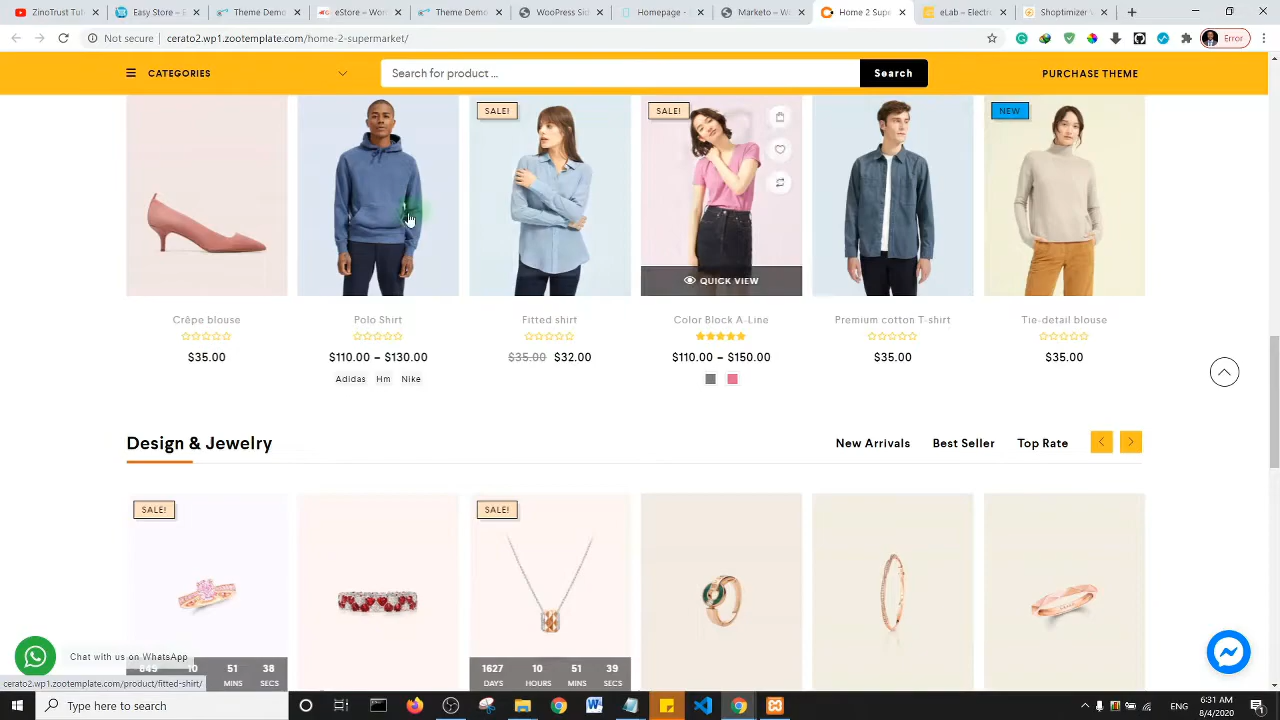 ZinoTrust Tut
Easy Store -
Theme Demo
eStore – Wor
Theme Demo
WooPress Sit
Homepage -
Marketo – Wo
Home 2 Supe
eLab – Electro
Shoptimizer
Not secure | cerato2.wp1.zootemplate.com/home-2-supermarket/
Error
CATEGORIES
Search for product ...
Search
PURCHASE THEME
SALE!
SALE!
NEW
QUICK VIEW
Crêpe blouse
Polo Shirt
Fitted shirt
Color Block A-Line
Premium cotton T-shirt
Tie-detail blouse
$35.00
$110.00 – $130.00
$35.00 $32.00
$110.00 – $150.00
$35.00
$35.00
Adidas Hm Nike
Design & Jewelry
New Arrivals
Best Seller
Top Rate
SALE!
SALE!
Chat with us on WhatsApp
10 51 38
MINS SECS
1627 10 51 39
DAYS HOURS MINS SECS
cerato2.wp1.zootemplate.com/product/fitted-shirt/
Type here to search
ENG
6:31 AM
8/4/2020